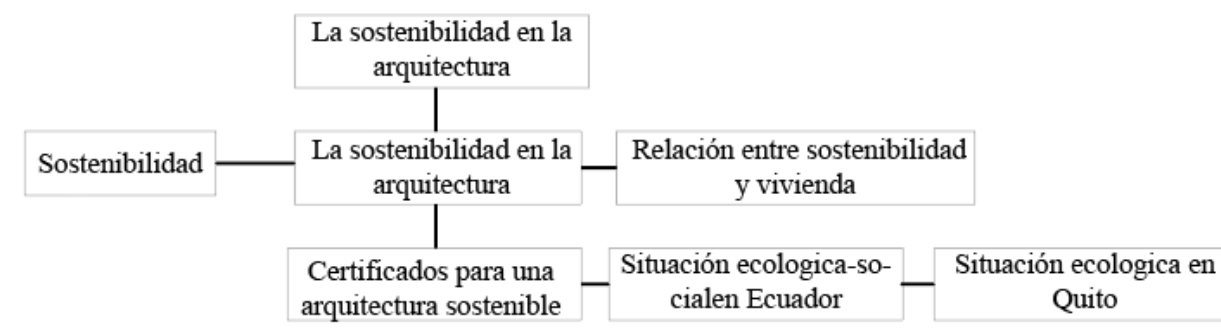 La sostenibilidad en la
arquitectura
Sostenibilidad
La sostenibilidad en la
arquitectura
Relación entre sostenibilidad
y vivienda
Certificados para una
arquitectura sostenible
Situación ecologica-so-
cialen Ecuador
Situación ecologica en
Quito